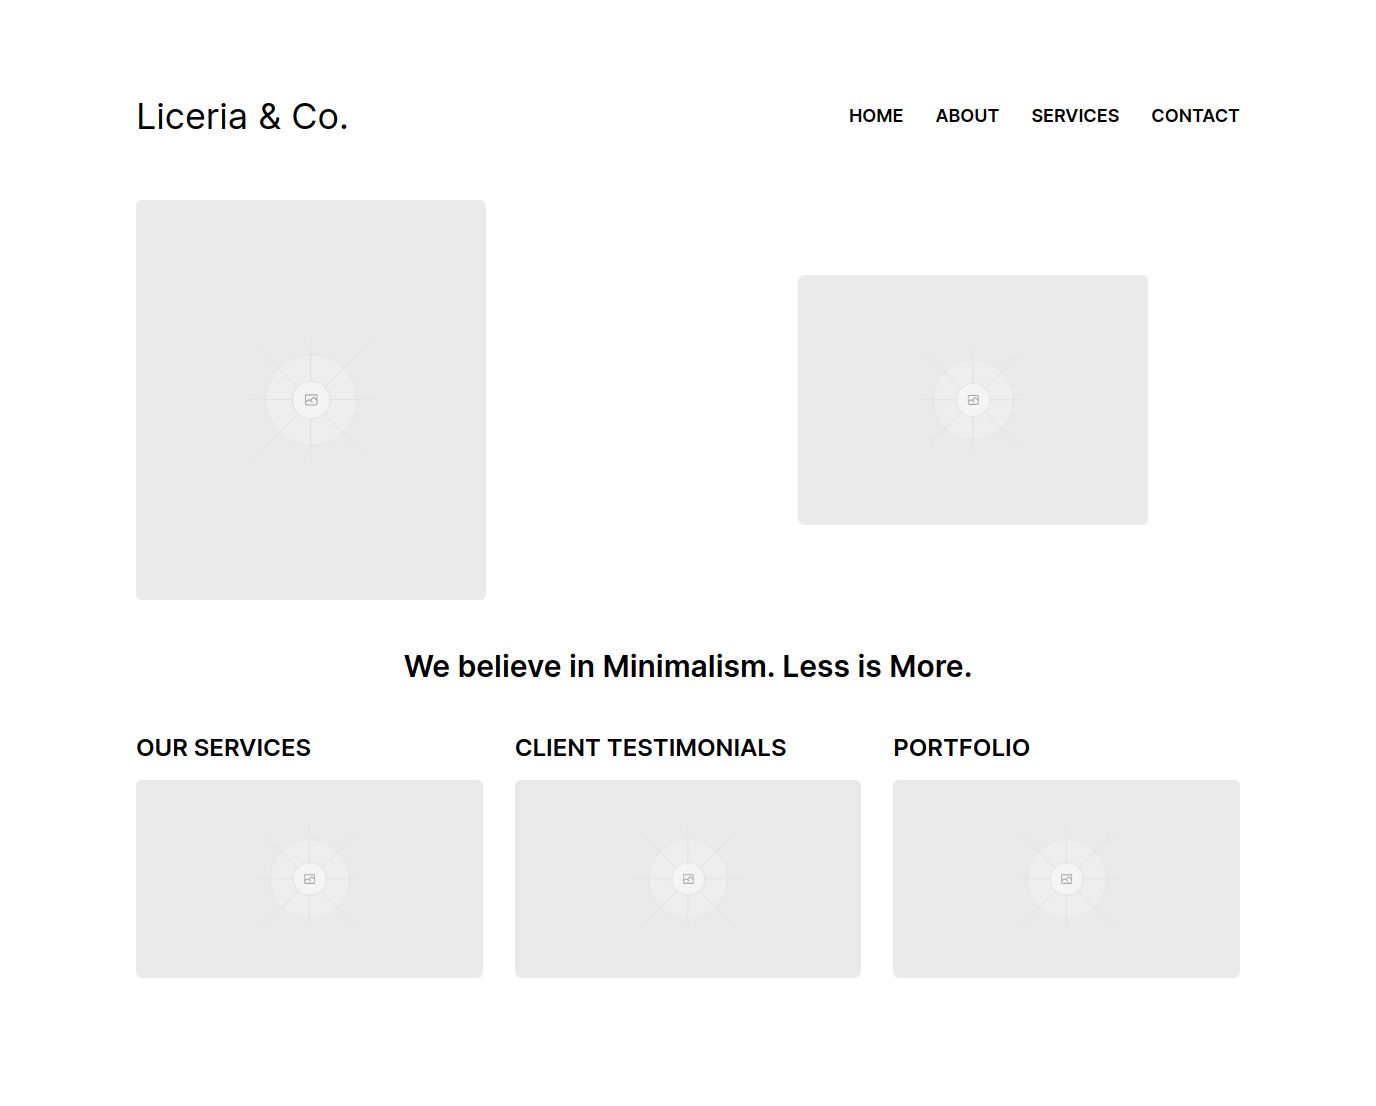 Liceria & Co.
HOME ABOUT SERVICES CONTACT
We believe in Minimalism. Less is More.
OUR SERVICES
CLIENT TESTIMONIALS
PORTFOLIO